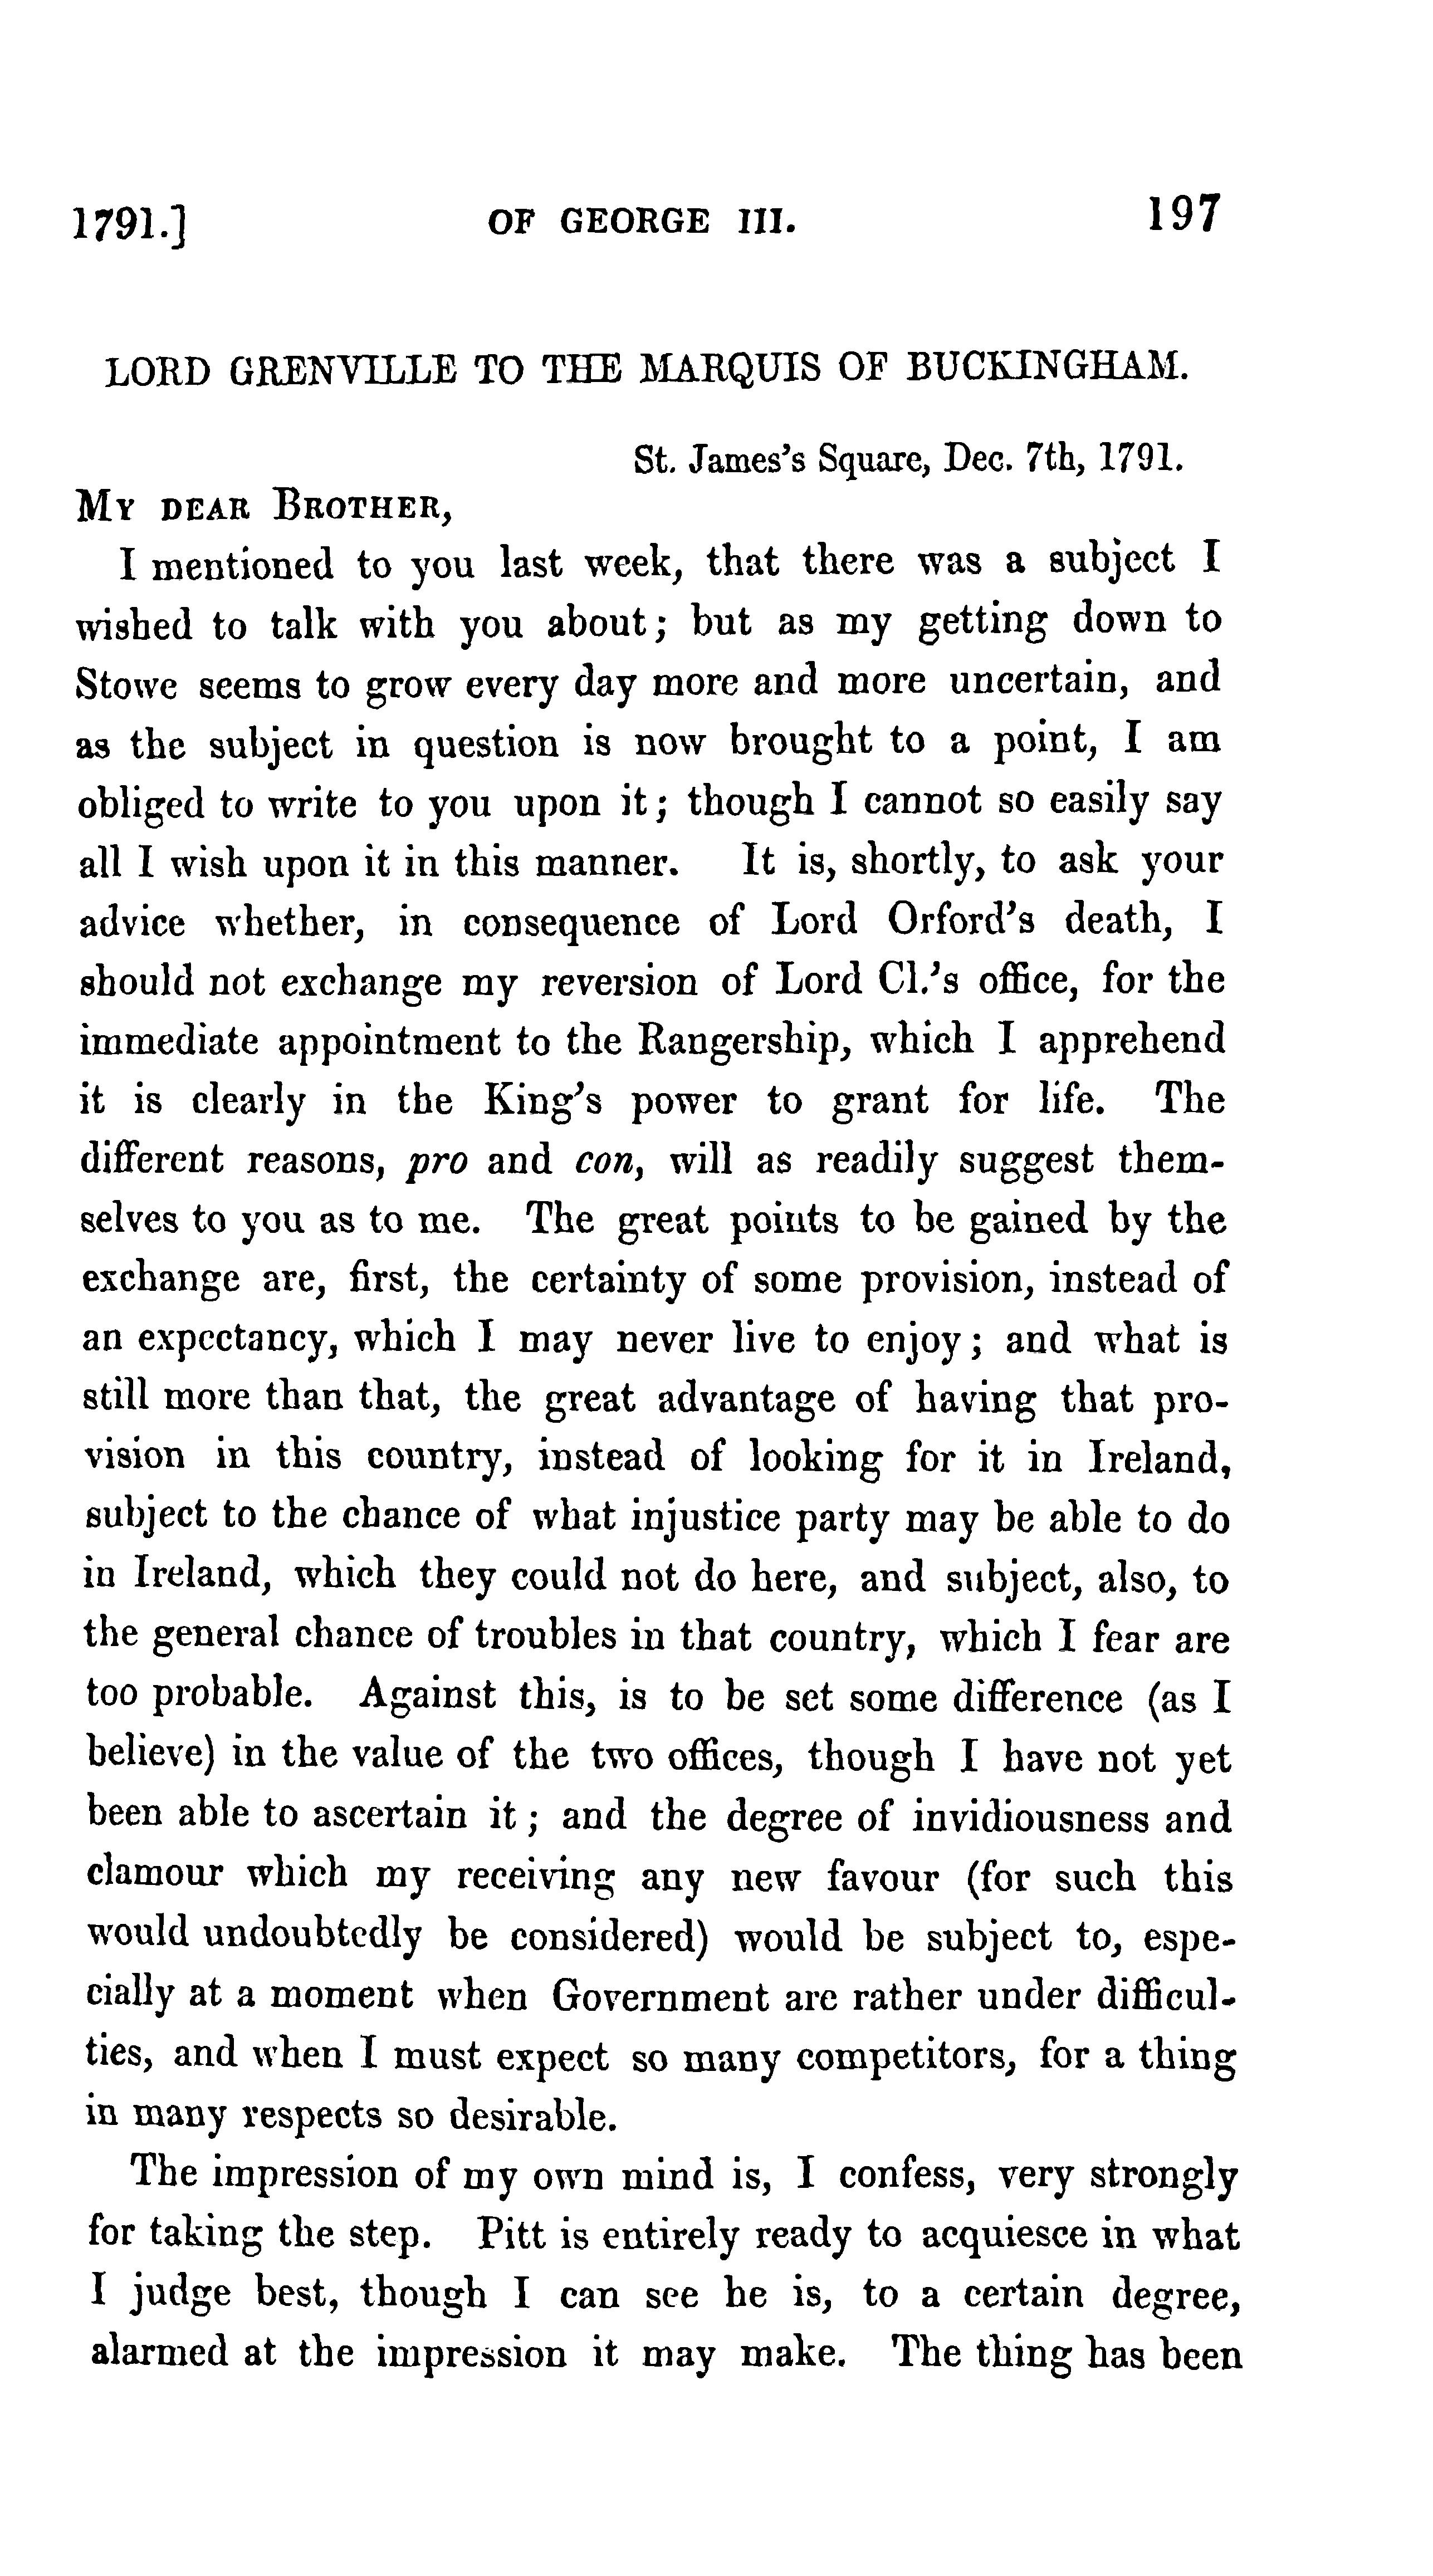 1791.] OF GEORGE III. 197
LORD GRENVILLE TO THE MARQUIS OF BUCKINGHAM.
St. James's Square, Dec. 7th, 1791.
MY DEAR BROTHER,
I mentioned to you last week, that there was a subject I
wished to talk with you about; but as my getting down to
Stowe seems to grow every day more and more uncertain, and
as the subject in question is now brought to a point, I am
obliged to write to you upon it; though I cannot so easily say
all I wish upon it in this manner. It is, shortly, to ask your
advice whether, in consequence of Lord Orford's death, I
should not exchange my reversion of Lord Cl.'s office, for the
immediate appointment to the Rangership, which I apprehend
it is clearly in the King's power to grant for life. The
different reasons, pro and con, will as readily suggest them-
selves to you as to me. The great points to be gained by the
exchange are, first, the certainty of some provision, instead of
an expectancy, which I may never live to enjoy; and what is
still more than that, the great advantage of having that pro-
vision in this country, instead of looking for it in Ireland,
subject to the chance of what injustice party may be able to do
in Ireland, which they could not do here, and subject, also, to
the general chance of troubles in that country, which I fear are
too probable. Against this, is to be set some difference (as I
believe) in the value of the two offices, though I have not yet
been able to ascertain it; and the degree of invidiousness and
clamour which my receiving any new favour (for such this
would undoubtedly be considered) would be subject to, espe-
cially at a moment when Government are rather under difficul-
ties, and when I must expect so many competitors, for a thing
in many respects so desirable.
The impression of my own mind is, I confess, very strongly
for taking the step. Pitt is entirely ready to acquiesce in what
I judge best, though I can see he is, to a certain degree,
alarmed at the impression it may make. The thing has been